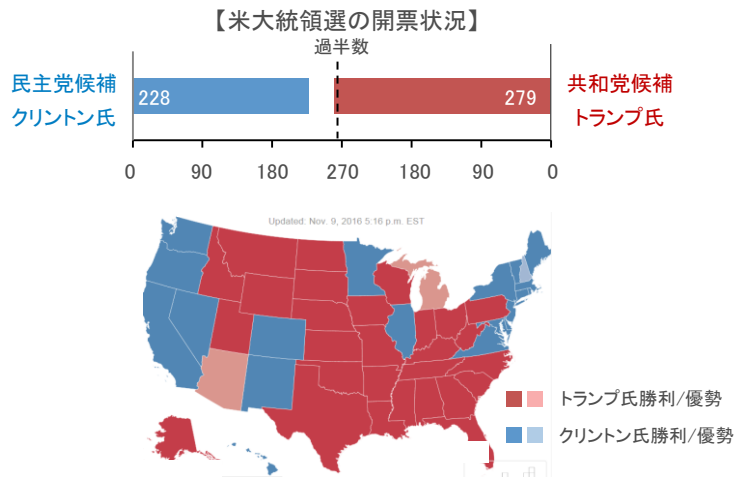 【米大統領選の開票状況】
過半数
民主党候補
クリントン氏
228
279
共和党候補
トランプ氏
0 90 180 270 180 90 0
Updated: Nov. 9, 2016 5:16 p.m. EST
トランプ氏勝利/優勢
クリントン氏勝利/優勢